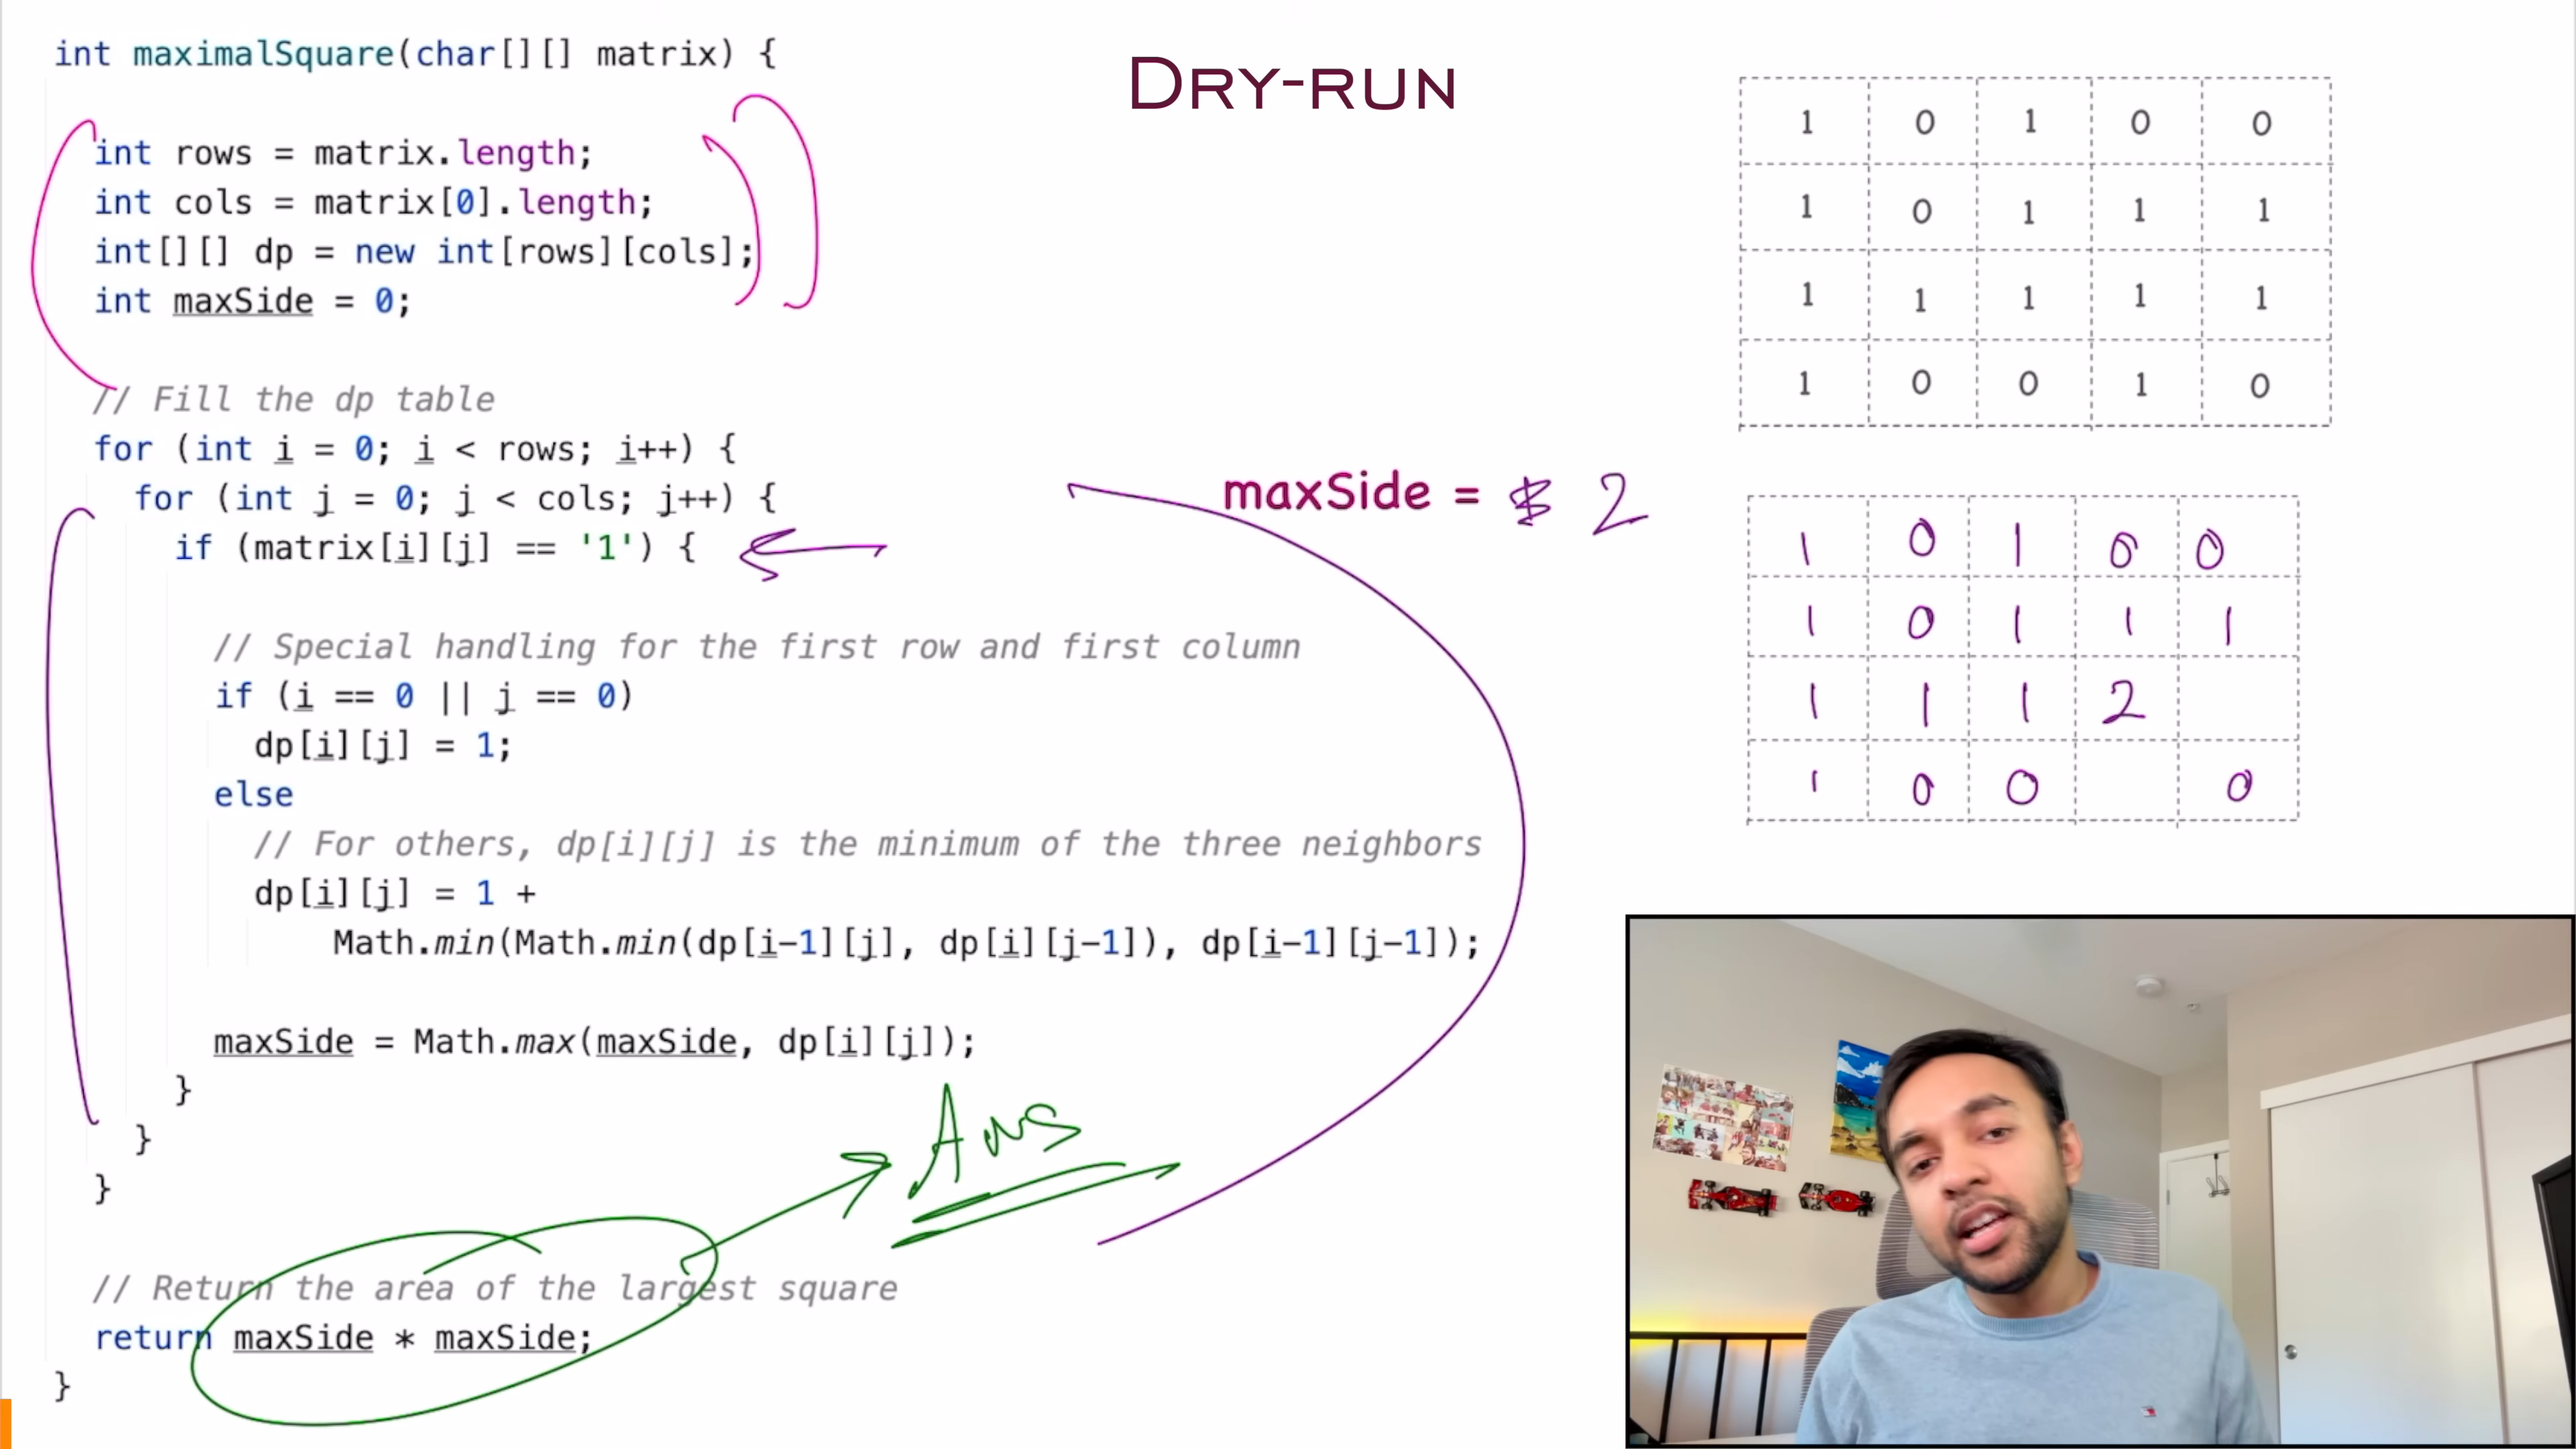 int maximalSquare(char[][] matrix) {
int rows = matrix.length;
int cols = matrix[0].length;
int[][] dp = new int[rows][cols];
int maxSide = 0;
// Fill the dp table
for (int i = 0; i < rows; i++) {
for (int j = 0; j < cols; j++) {
if (matrix[i][j] == '1') {
// Special handling for the first row and first column
if (i == 0 || j == 0)
dp[i][j] = 1;
else
// For others, dp[i][j] is the minimum of the three neighbors
dp[i][j] = 1 +
Math.min(Math.min(dp[i-1][j], dp[i][j-1]), dp[i-1][j-1]);
maxSide = Math.max(maxSide, dp[i][j]);
}
}
}
Ans
// Return the area of the largest square
return maxSide * maxSide;
}
DRY-RUN
1 0 1 0 0
1 0 1 1 1
1 1 1 1 1
1 0 0 1 0
maxSide = 2
1 0 1 0 0
1 0 1 1 1
1 1 1 2
1 0 0 0